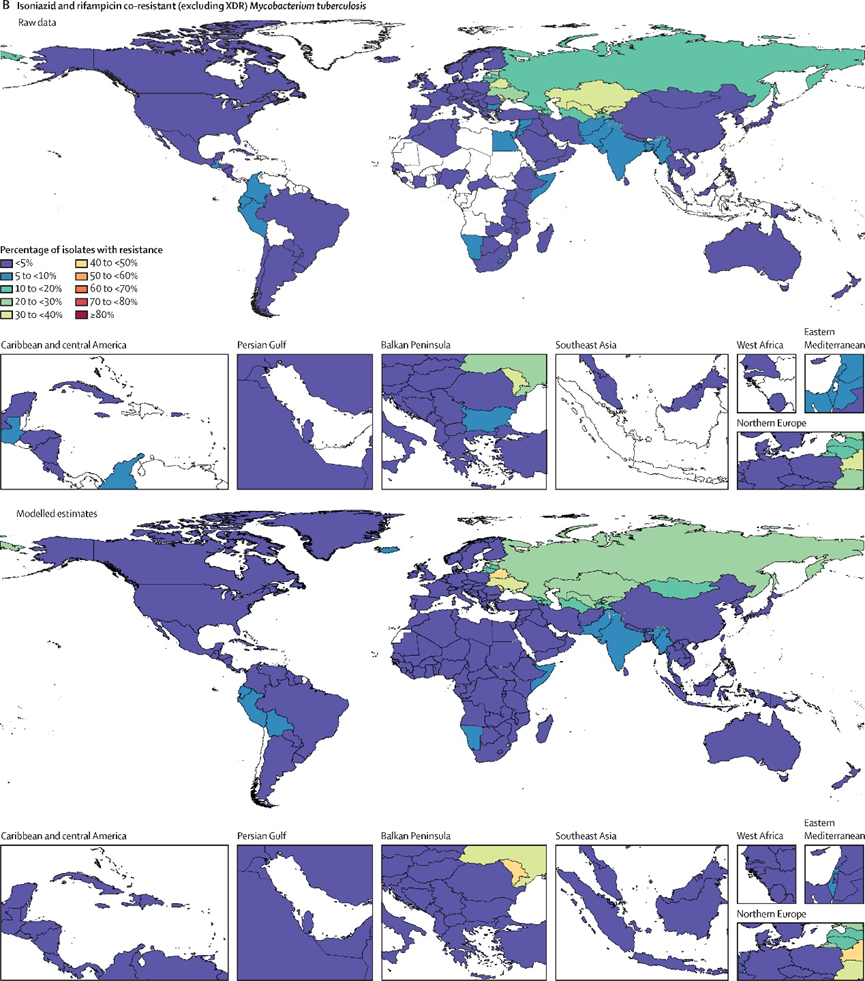 B Isoniazid and rifampicin co-resistant (excluding XDR) Mycobacterium tuberculosis
Raw data
Percentage of isolates with resistance
<5%
5 to <10%
10 to <20%
20 to <30%
30 to <40%
40 to <50%
50 to <60%
60 to <70%
70 to <80%
≥80%
Caribbean and central America
Persian Gulf
Balkan Peninsula
Southeast Asia
West Africa
Eastern
Mediterranean
Northern Europe
Modelled estimates
Caribbean and central America
Persian Gulf
Balkan Peninsula
Southeast Asia
West Africa
Eastern
Mediterranean
Northern Europe